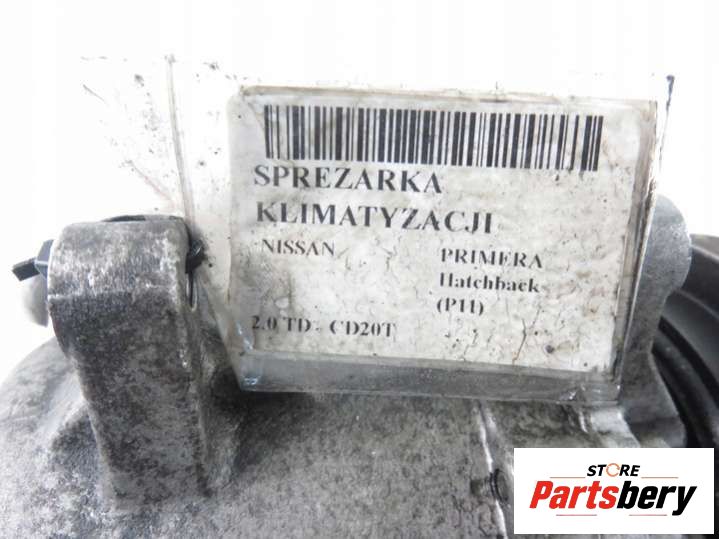 SPREZARKA
KLIMATYZACJI
NISSAN PRIMERA
Hatchback
(P11)
2.0 TD - CD20T
STORE
Partsbery